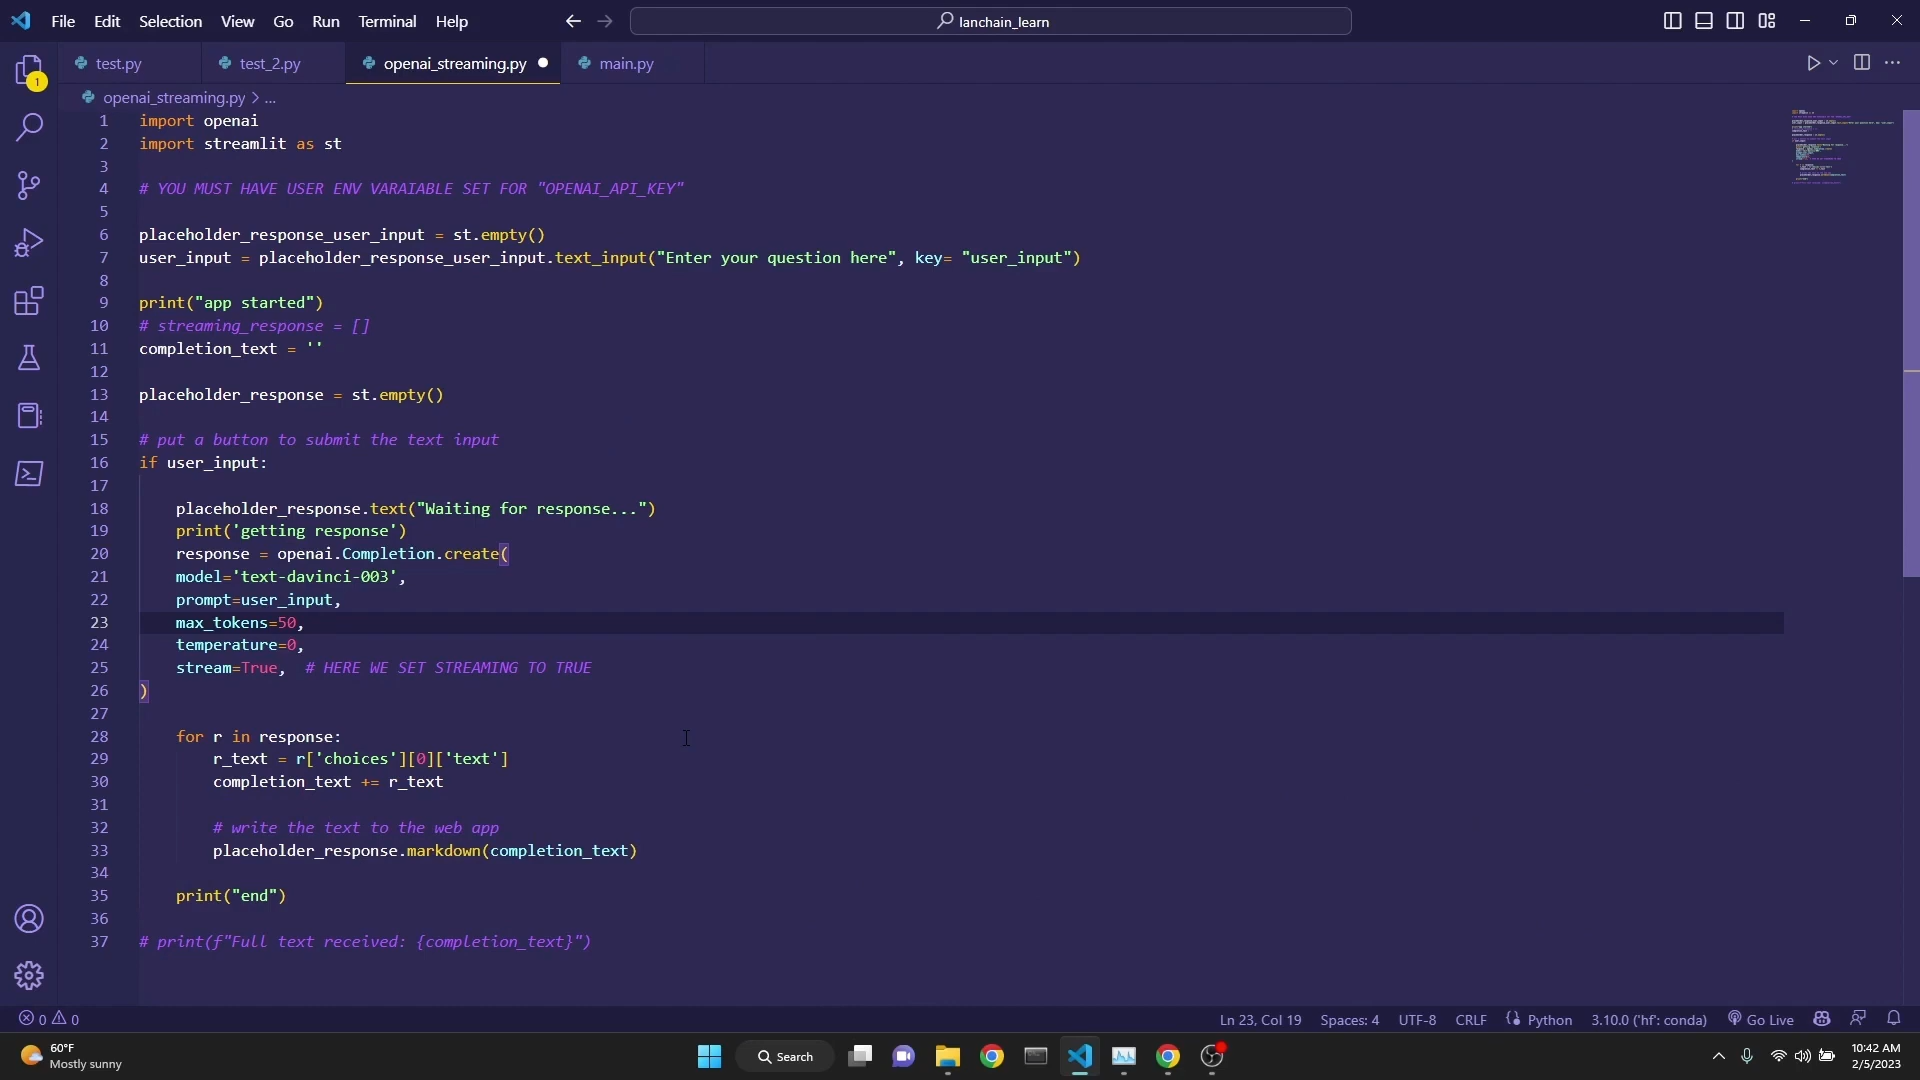 File Edit Selection View Go Run Terminal Help
lanchain_learn
1
test.py
test_2.py
openai_streaming.py
main.py
openai_streaming.py > ...
1 import openai
2 import streamlit as st
3
4 # YOU MUST HAVE USER ENV VARAIABLE SET FOR "OPENAI_API_KEY"
5
6 placeholder_response_user_input = st.empty()
7 user_input = placeholder_response_user_input.text_input("Enter your question here", key= "user_input")
8
9 print("app started")
10 # streaming_response = []
11 completion_text = ''
12
13 placeholder_response = st.empty()
14
15 # put a button to submit the text input
16 if user_input:
17
18 placeholder_response.text("Waiting for response...")
19 print('getting response')
20 response = openai.Completion.create(
21 model='text-davinci-003',
22 prompt=user_input,
23 max_tokens=50,
24 temperature=0,
25 stream=True,  # HERE WE SET STREAMING TO TRUE
26 )
27
28 for r in response:
29 r_text = r['choices'][0]['text']
30 completion_text += r_text
31
32 # write the text to the web app
33 placeholder_response.markdown(completion_text)
34
35 print("end")
36
37 # print(f"Full text received: {completion_text}")
0 0
Ln 23, Col 19 Spaces: 4 UTF-8 CRLF Python 3.10.0 ('hf': conda) Go Live
60°F
Mostly sunny
Search
10:42 AM
2/5/2023